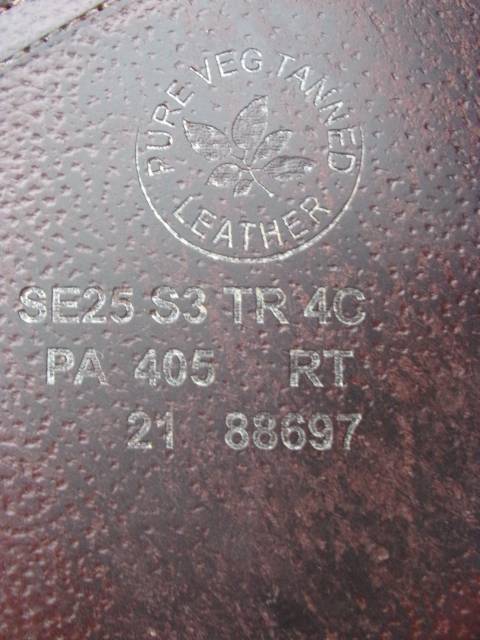 PURE VEG TANNED
LEATHER
SE25 S3 TR 4C
PA 405 RT
21 88697